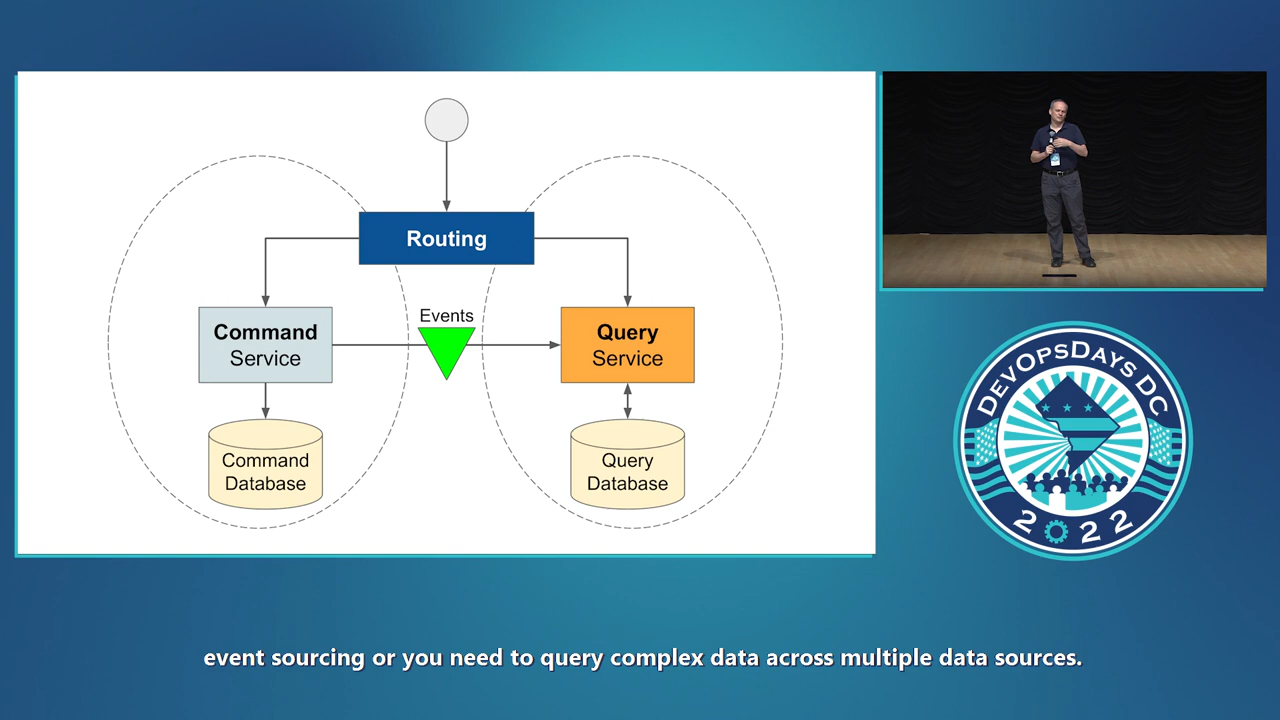 Routing
Events
Command
Service
Query
Service
Command
Database
Query
Database
DEVOPSDAYS DC
2022
event sourcing or you need to query complex data across multiple data sources.